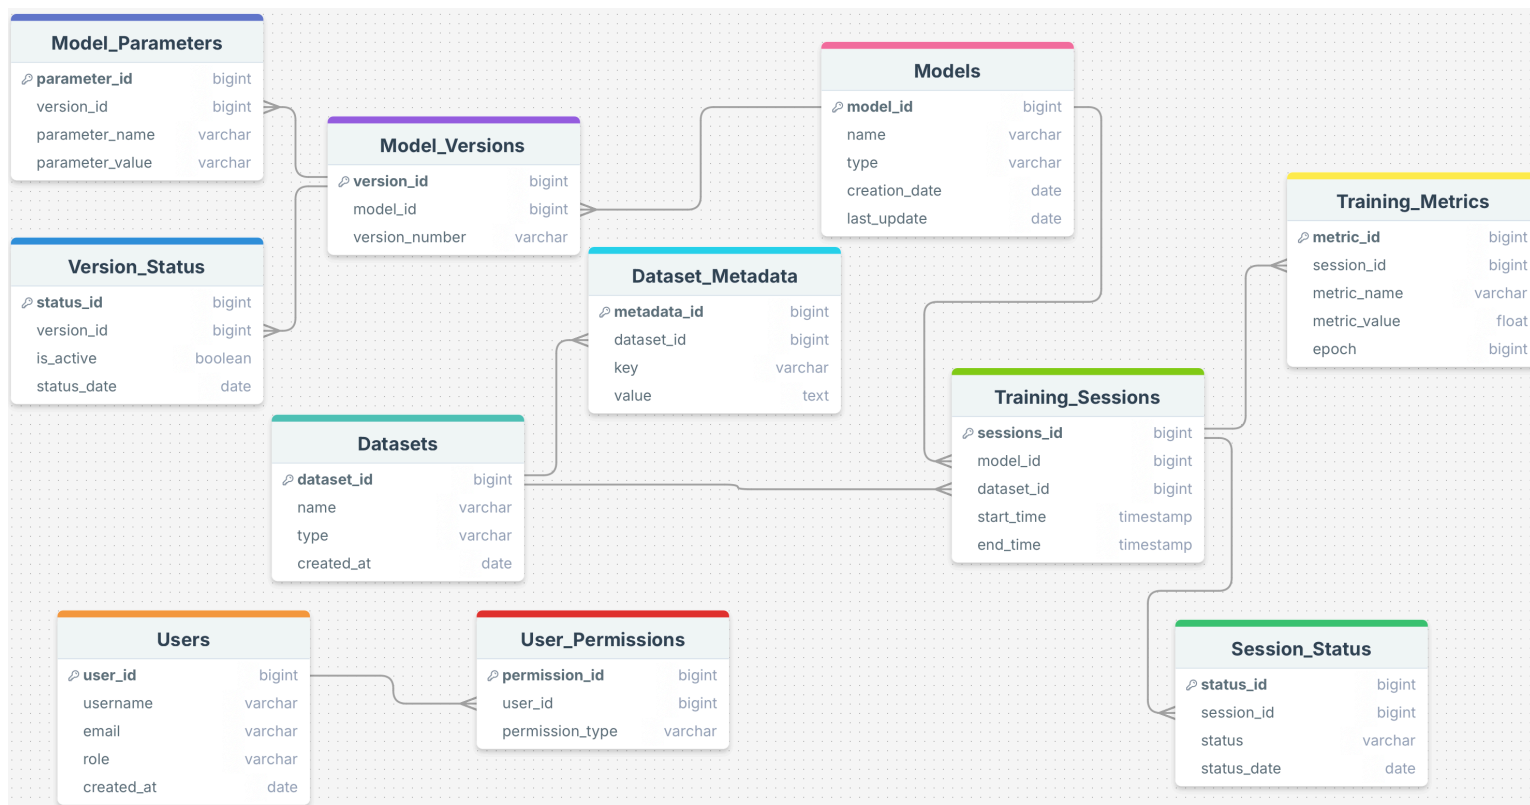 Model_Parameters
parameter_id bigint
version_id bigint
parameter_name varchar
parameter_value varchar
Model_Versions
version_id bigint
model_id bigint
version_number varchar
Models
model_id bigint
name varchar
type varchar
creation_date date
last_update date
Training_Metrics
metric_id bigint
session_id bigint
metric_name varchar
metric_value float
epoch bigint
Version_Status
status_id bigint
version_id bigint
is_active boolean
status_date date
Dataset_Metadata
metadata_id bigint
dataset_id bigint
key varchar
value text
Training_Sessions
sessions_id bigint
model_id bigint
dataset_id bigint
start_time timestamp
end_time timestamp
Datasets
dataset_id bigint
name varchar
type varchar
created_at date
Users
user_id bigint
username varchar
email varchar
role varchar
created_at date
User_Permissions
permission_id bigint
user_id bigint
permission_type varchar
Session_Status
status_id bigint
session_id bigint
status varchar
status_date date